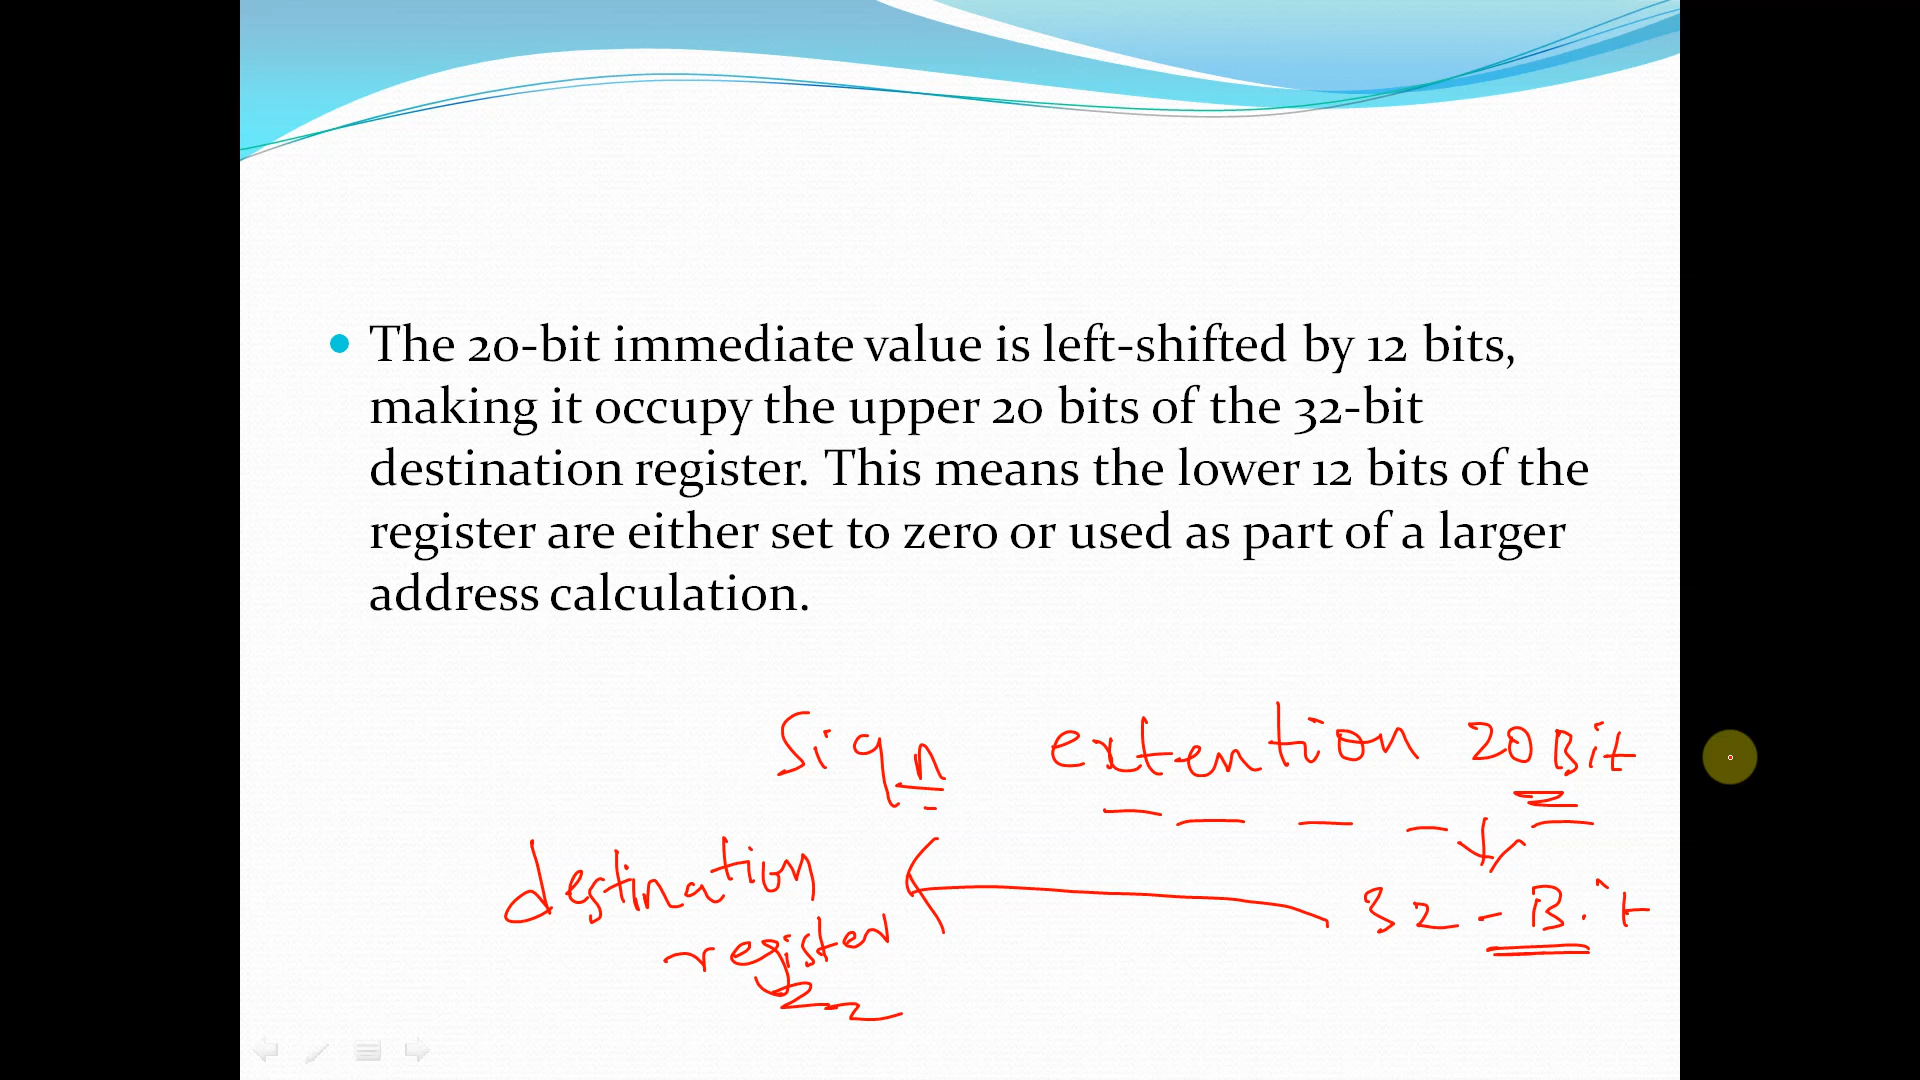 The 20-bit immediate value is left-shifted by 12 bits,
making it occupy the upper 20 bits of the 32-bit
destination register. This means the lower 12 bits of the
register are either set to zero or used as part of a larger
address calculation.
Sign extention 20 Bit
destination
32-Bit
register